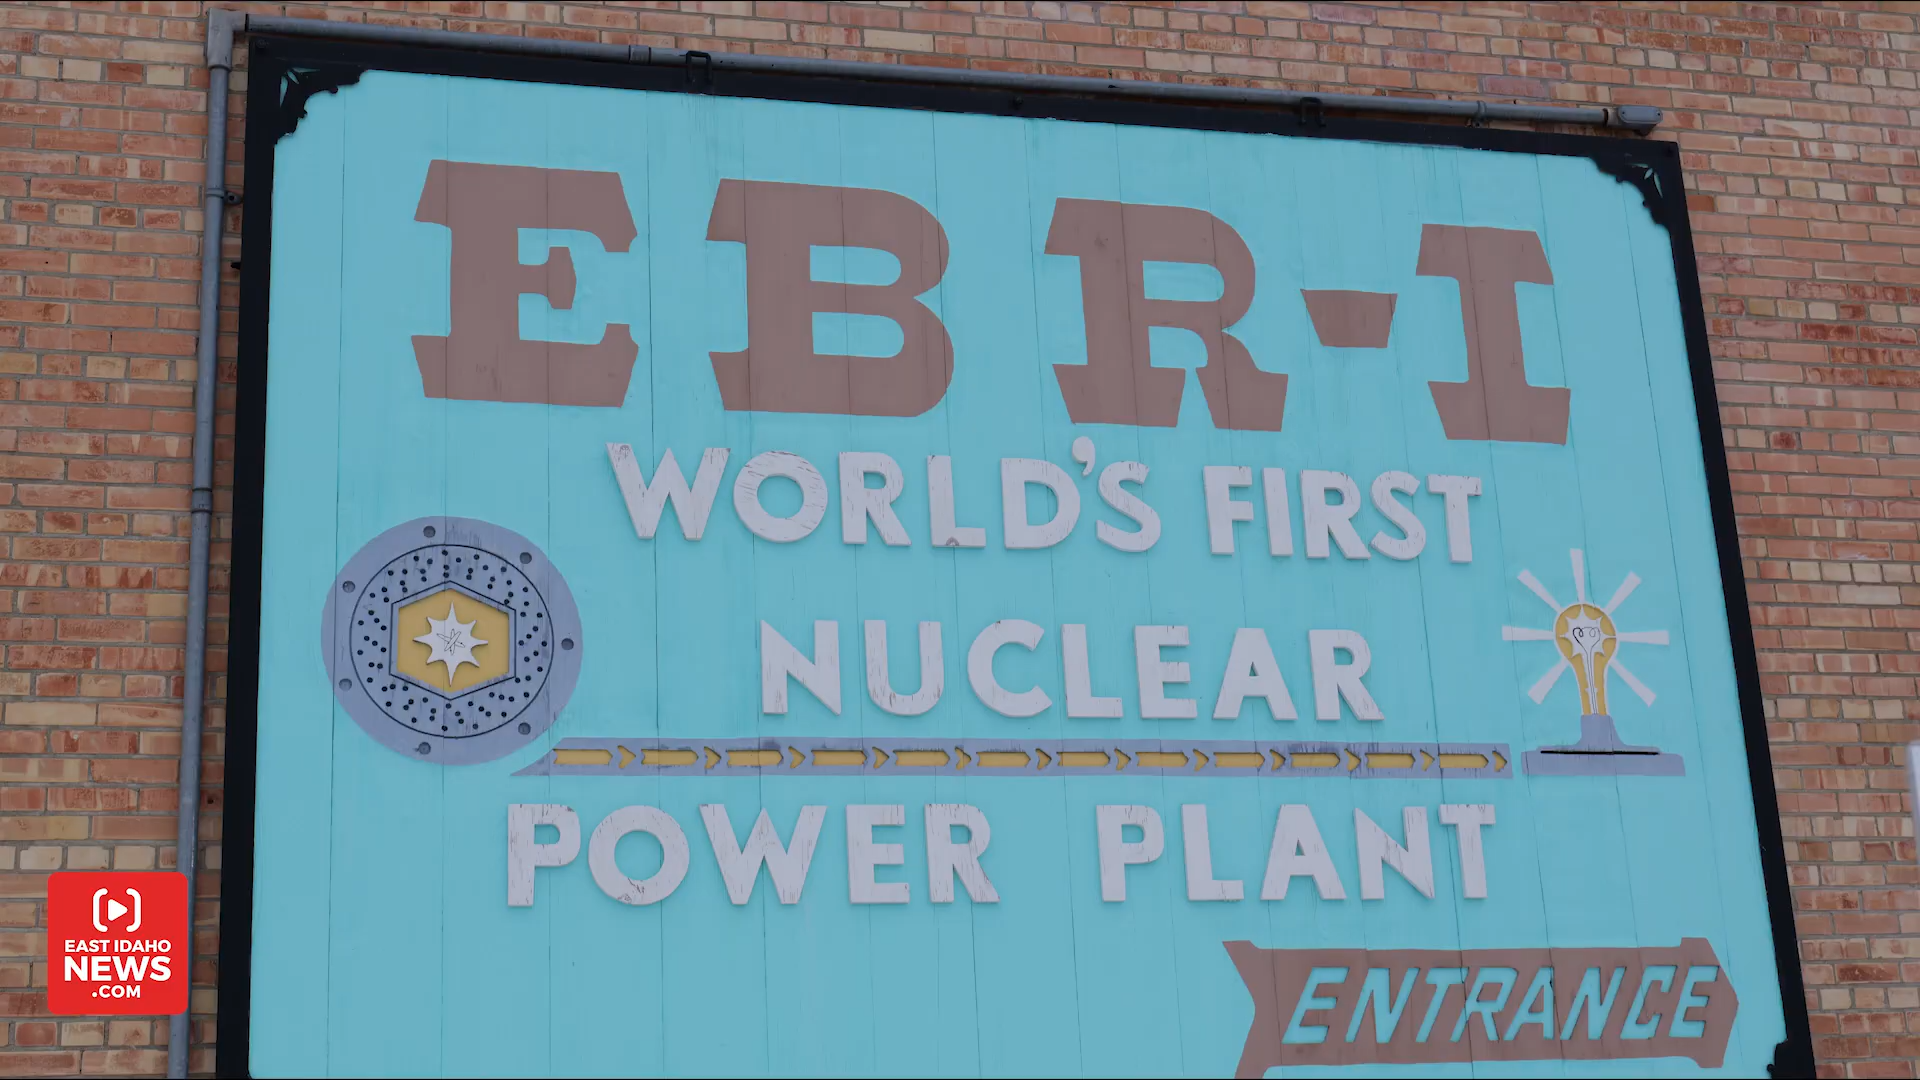 EBR-I
WORLD'S FIRST
NUCLEAR
POWER PLANT
ENTRANCE
EAST IDAHO
NEWS
.COM